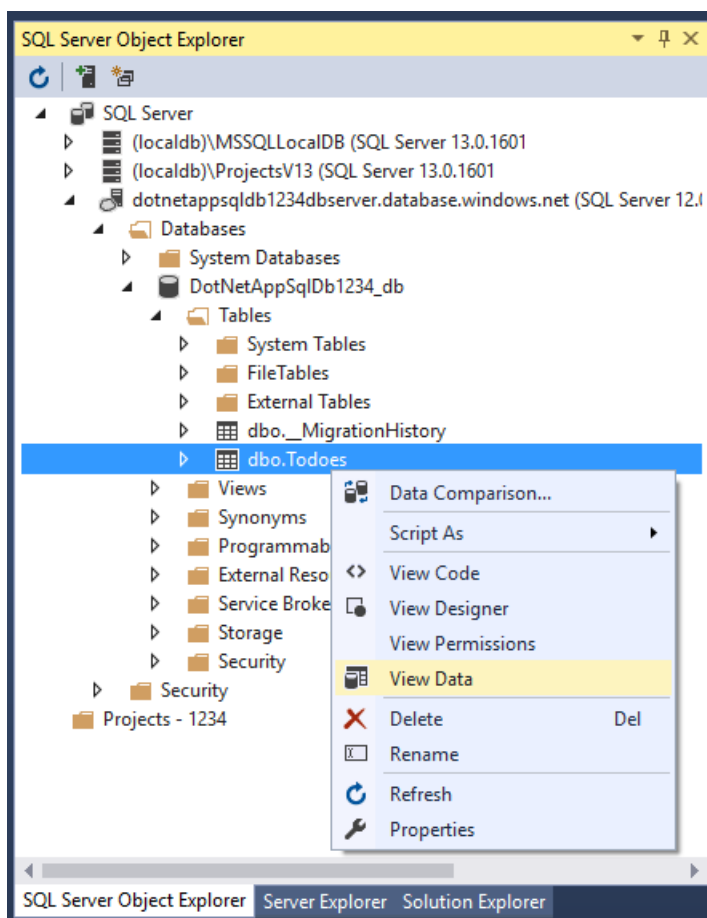 SQL Server Object Explorer
SQL Server
(localdb)\MSSQLLocalDB (SQL Server 13.0.1601
(localdb)\ProjectsV13 (SQL Server 13.0.1601
dotnetappsqldb1234dbserver.database.windows.net (SQL Server 12.
Databases
System Databases
DotNetAppSqlDb1234_db
Tables
System Tables
FileTables
External Tables
dbo.__MigrationHistory
dbo.Todoes
Views
Synonyms
Programmab
External Reso
Service Broke
Storage
Security
Security
Projects - 1234
Data Comparison...
Script As
View Code
View Designer
View Permissions
View Data
Delete Del
Rename
Refresh
Properties
SQL Server Object Explorer Server Explorer Solution Explorer